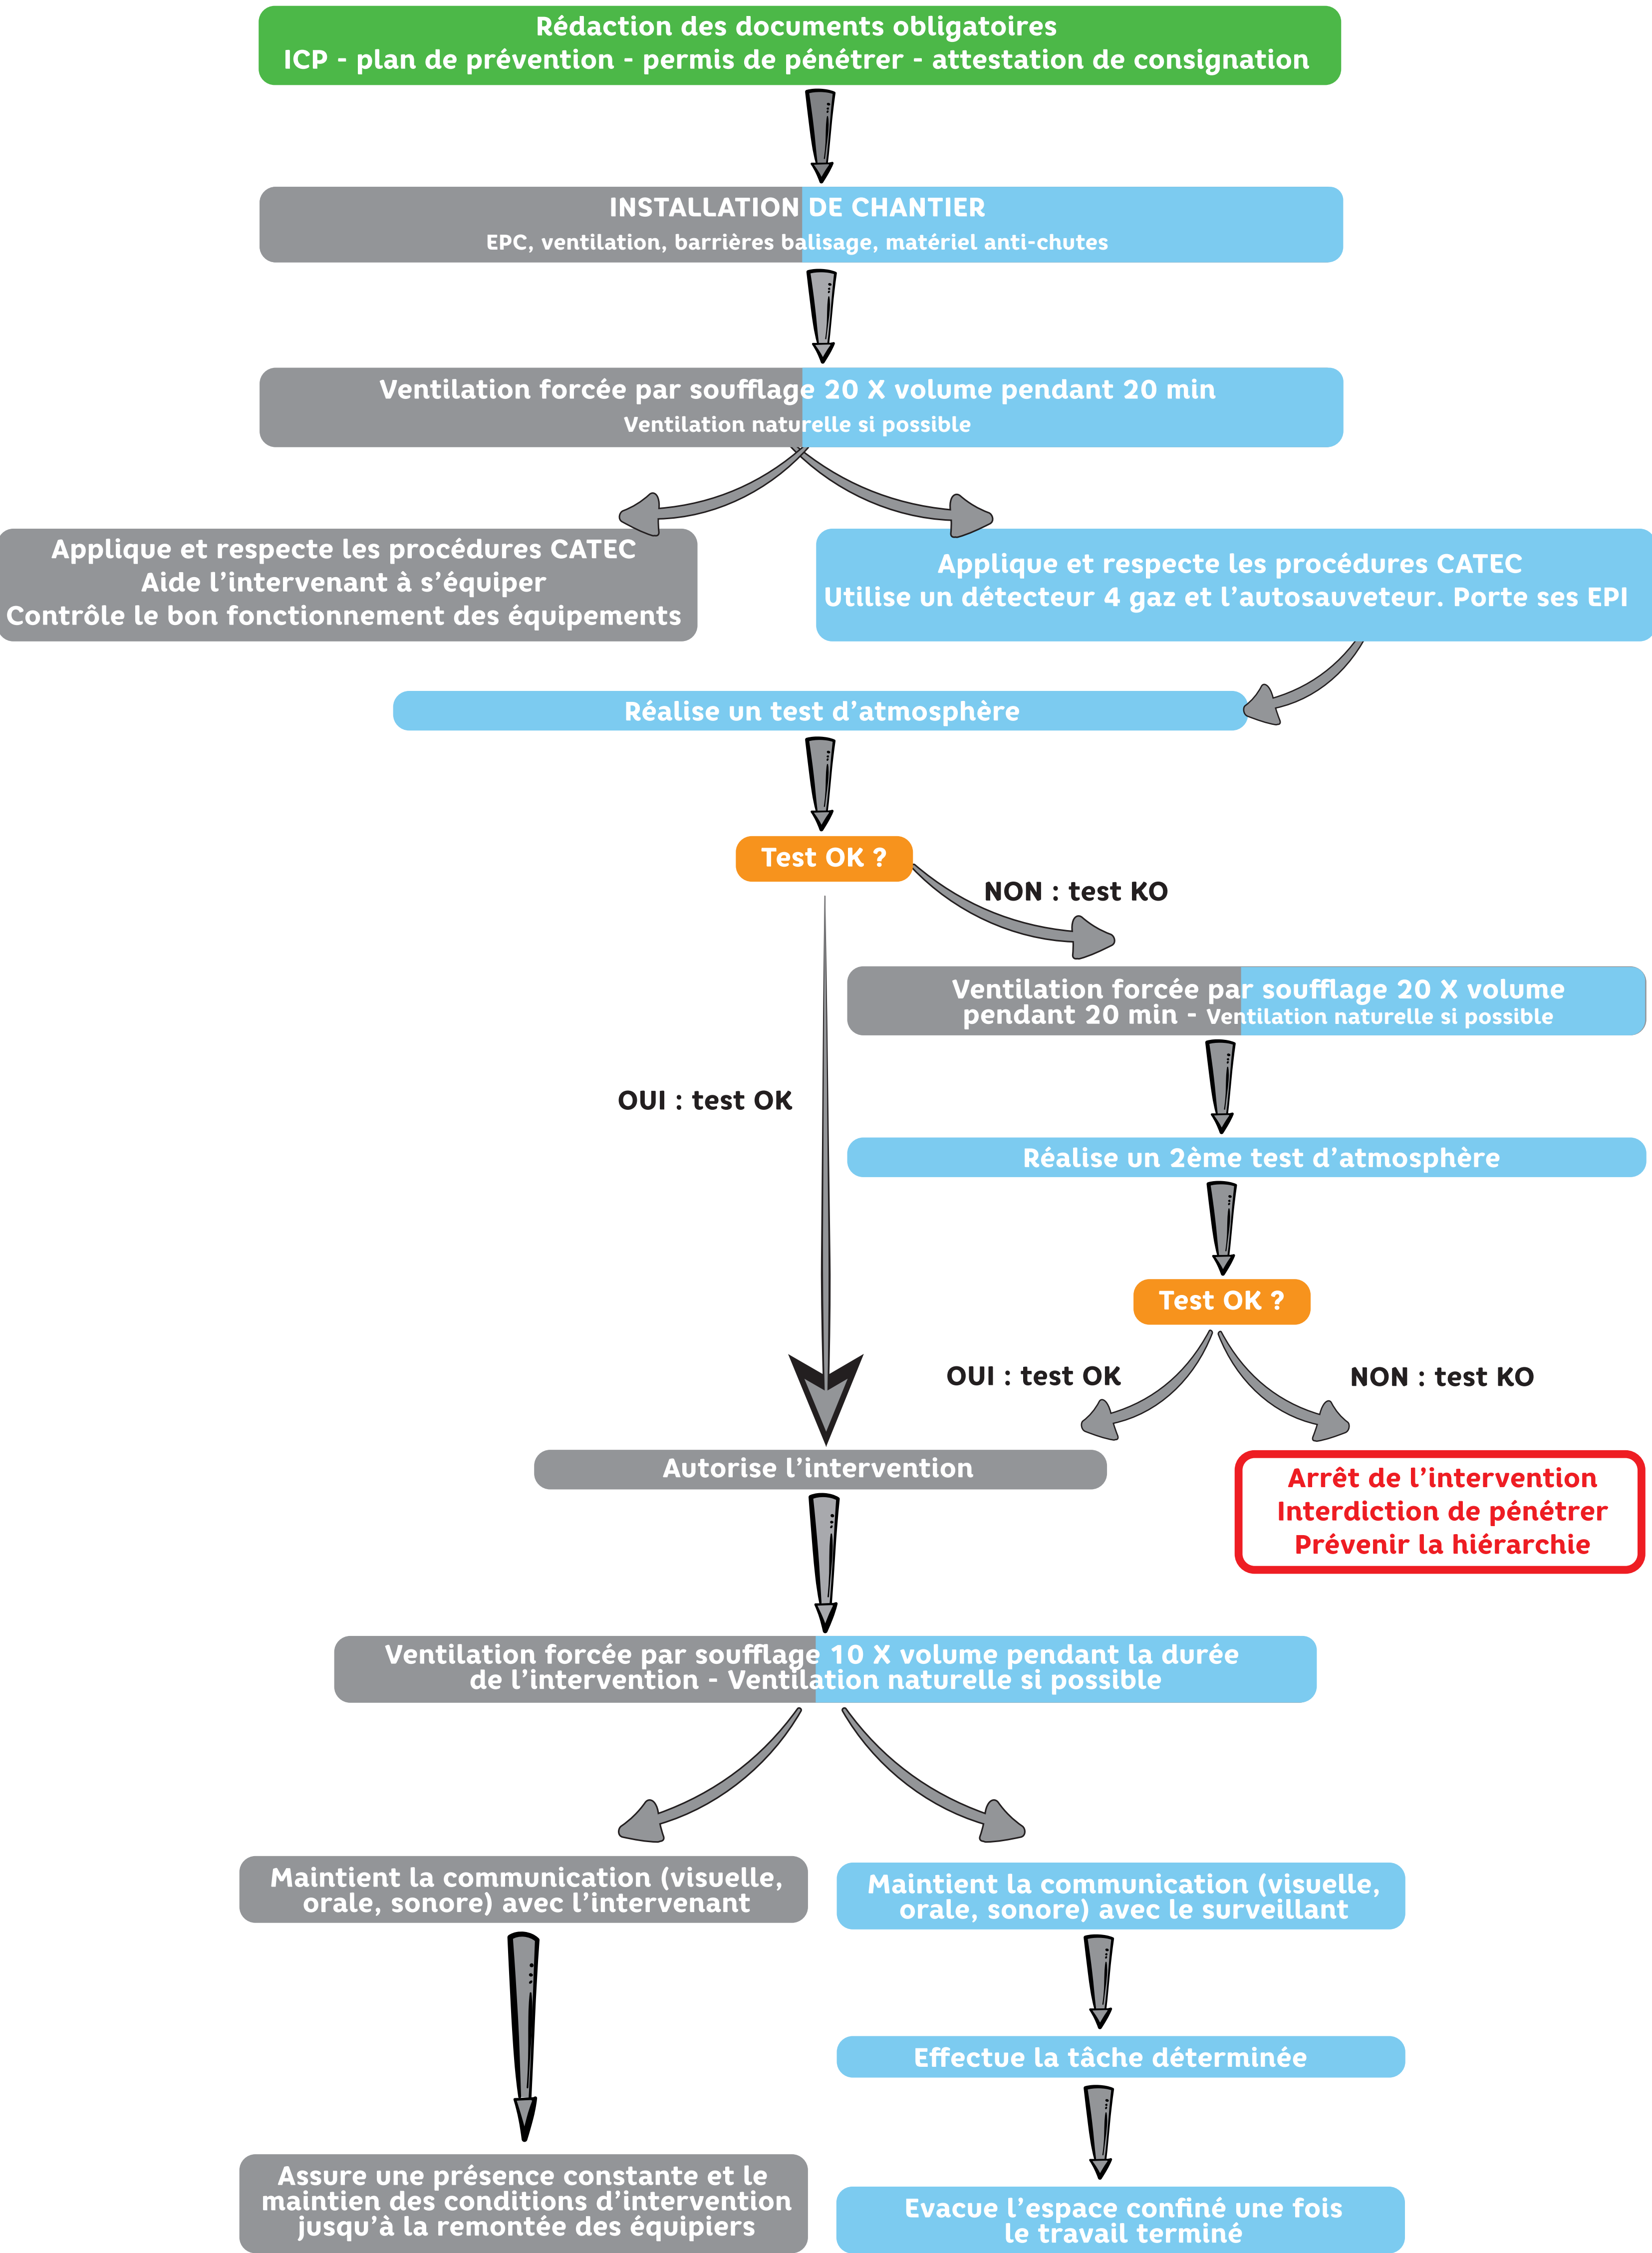 Rédaction des documents obligatoires
ICP - plan de prévention - permis de pénétrer - attestation de consignation
INSTALLATION DE CHANTIER
EPC, ventilation, barrières balisage, matériel anti-chutes
Ventilation forcée par soufflage 20 X volume pendant 20 min
Ventilation naturelle si possible
Applique et respecte les procédures CATEC
Aide l'intervenant à s'équiper
Contrôle le bon fonctionnement des équipements
Applique et respecte les procédures CATEC
Utilise un détecteur 4 gaz et l'autosauveteur. Porte ses EPI
Réalise un test d'atmosphère
Test OK ?
NON : test KO
Ventilation forcée par soufflage 20 X volume
pendant 20 min - Ventilation naturelle si possible
OUI : test OK
Réalise un 2ème test d'atmosphère
Test OK ?
OUI : test OK
NON : test KO
Autorise l'intervention
Arrêt de l'intervention
Interdiction de pénétrer
Prévenir la hiérarchie
Ventilation forcée par soufflage 10 X volume pendant la durée
de l'intervention - Ventilation naturelle si possible
Maintient la communication (visuelle,
orale, sonore) avec l'intervenant
Maintient la communication (visuelle,
orale, sonore) avec le surveillant
Effectue la tâche déterminée
Assure une présence constante et le
maintien des conditions d'intervention
jusqu'à la remontée des équipiers
Evacue l'espace confiné une fois
le travail terminé